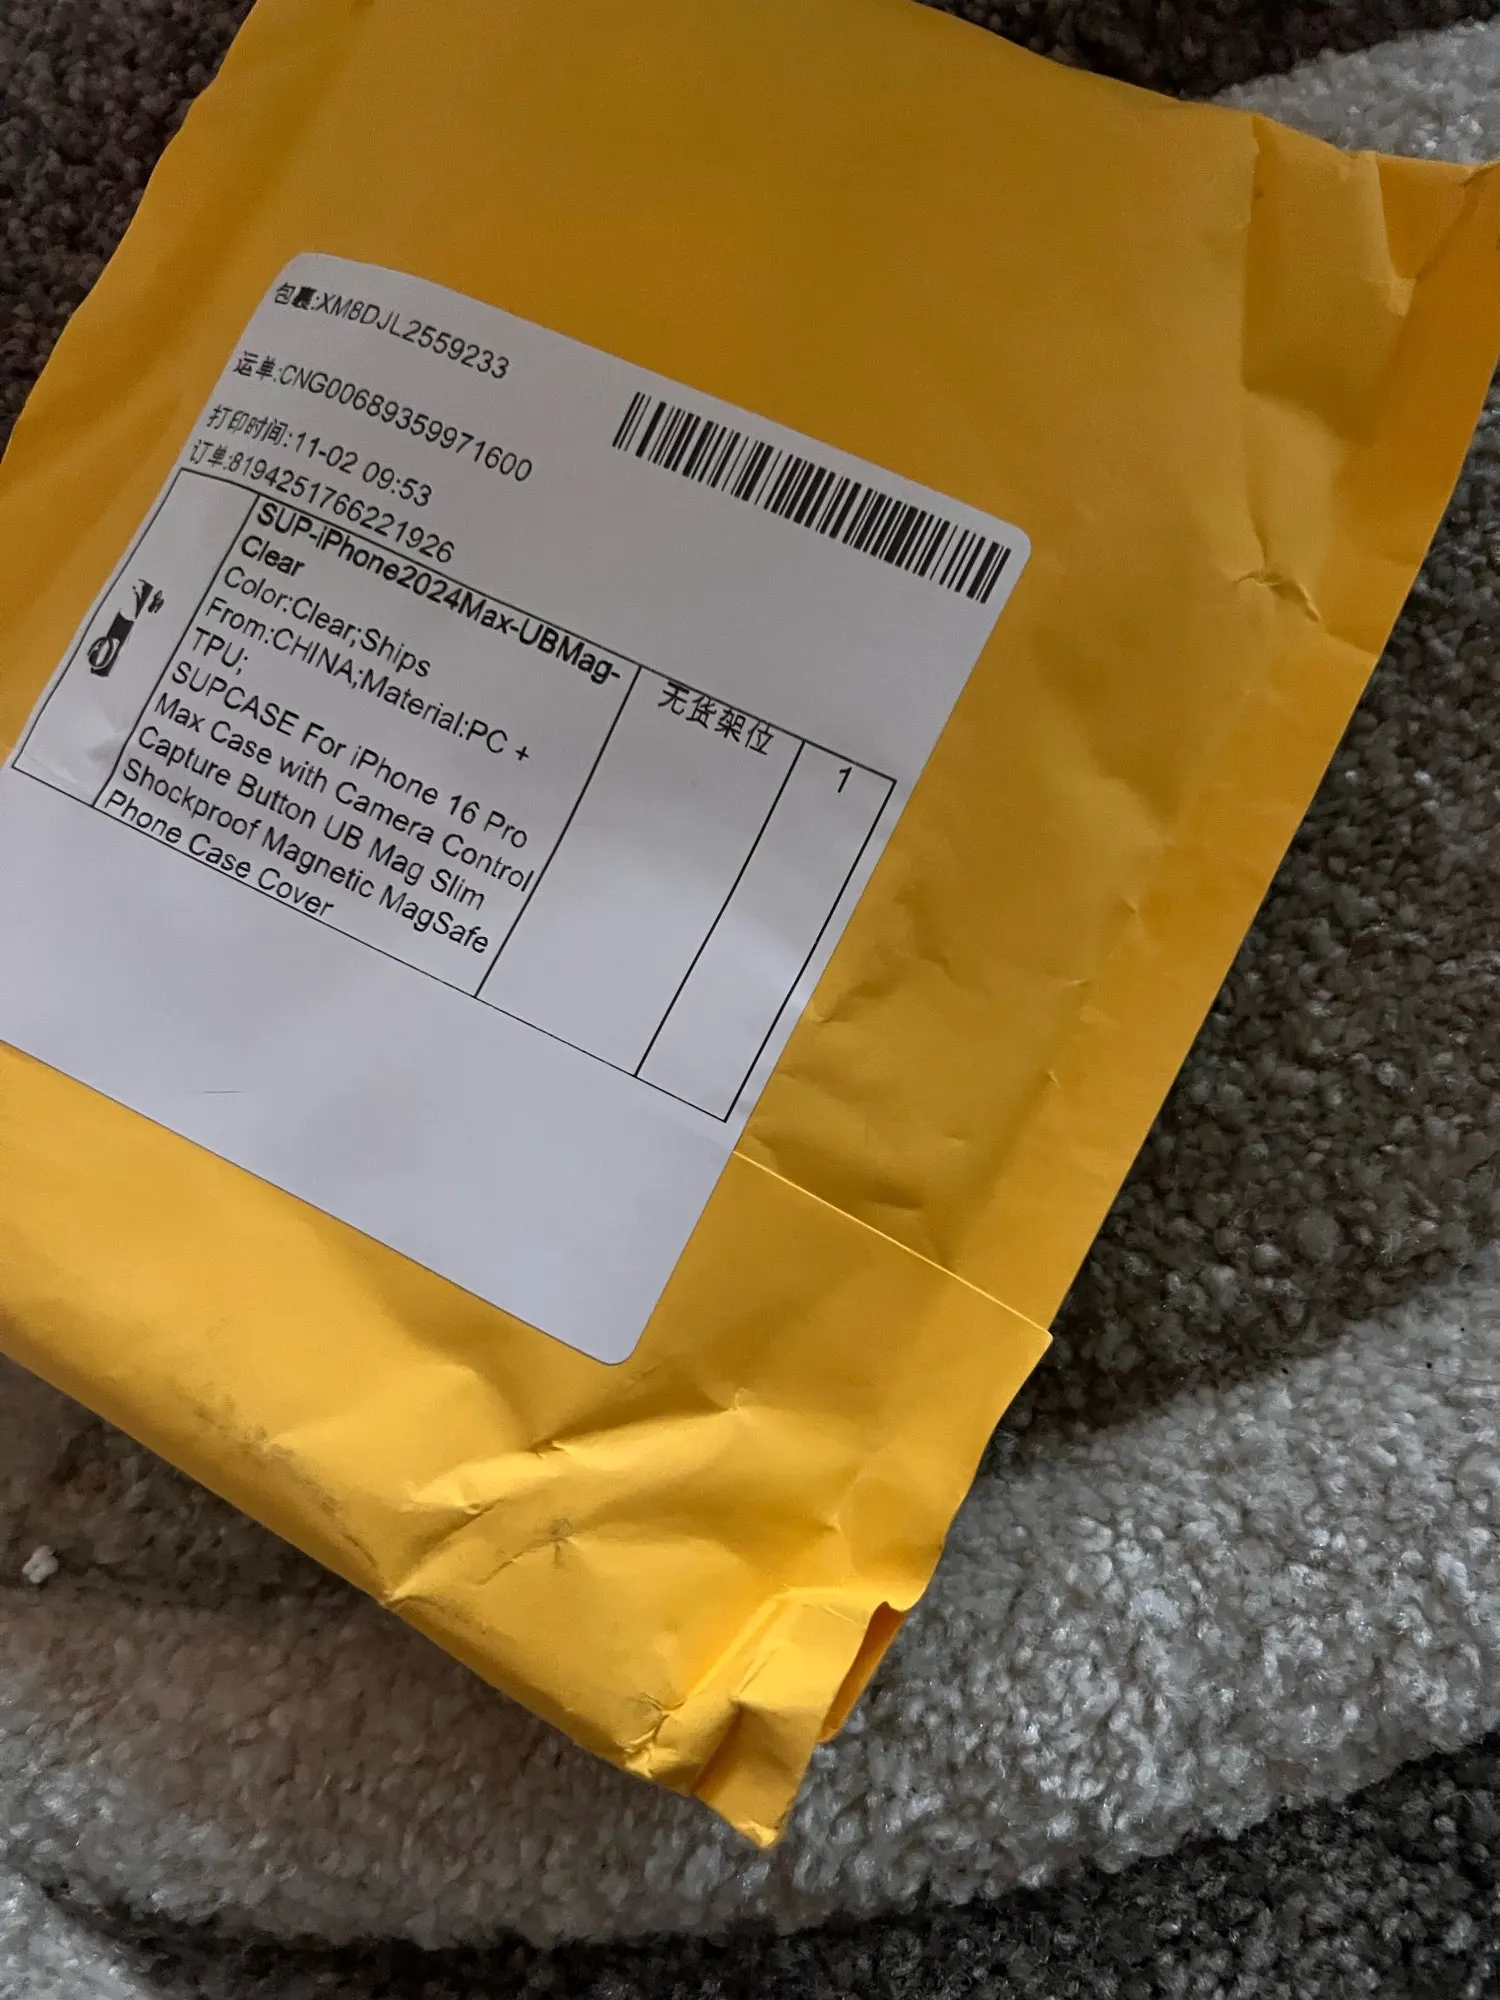 包裹:XM8DJL2559233
运单:CNG00689359971600
打印时间:11-02 09:53
订单:8194251766221926
SUP-iPhone2024Max-UBMag-
Clear
Color:Clear;Ships
From:CHINA;Material:PC +
TPU;
SUPCASE For iPhone 16 Pro
Max Case with Camera Control
Capture Button UB Mag Slim
Shockproof Magnetic MagSafe
Phone Case Cover
无货架位
1